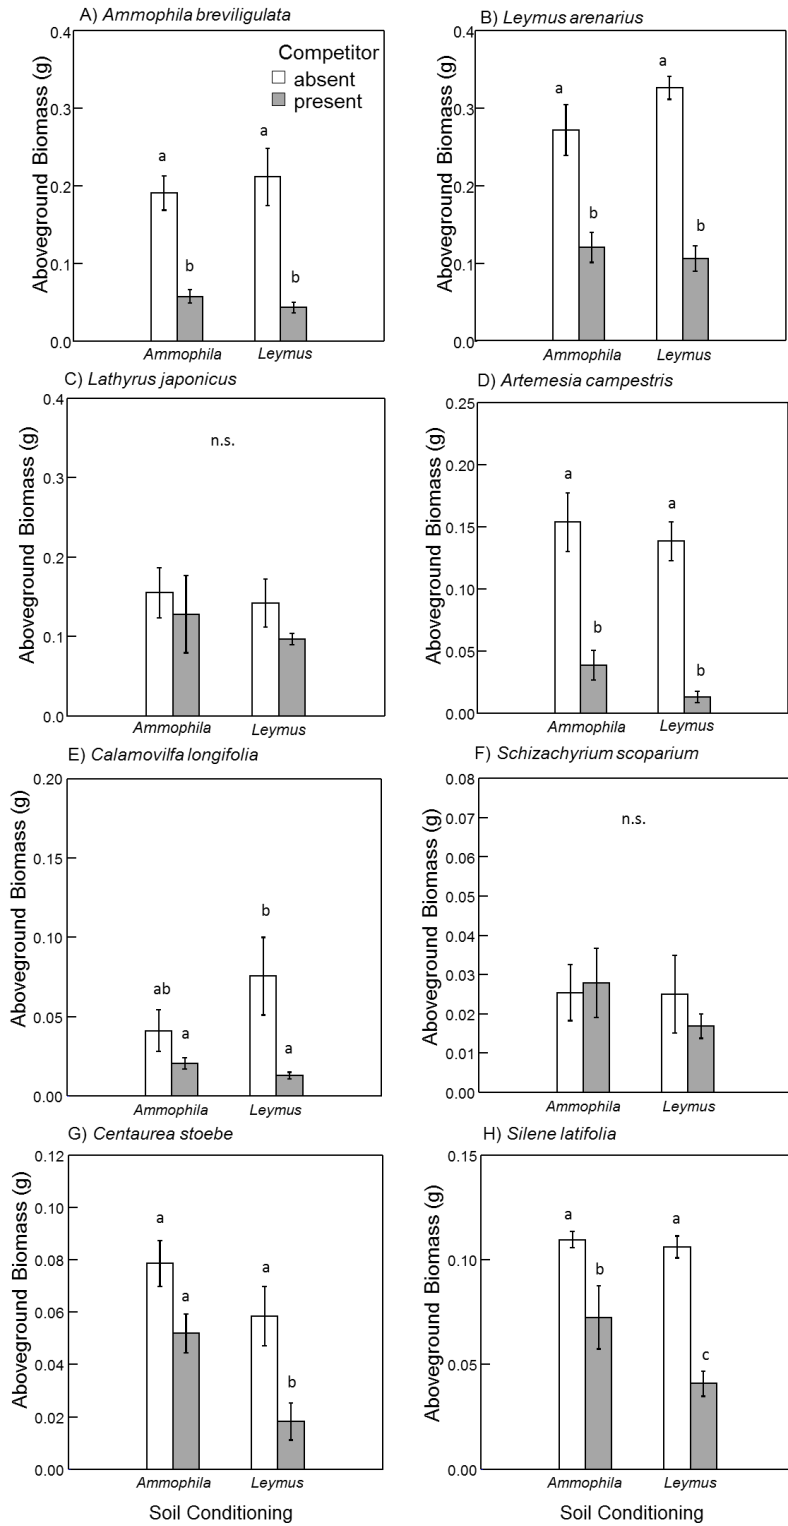 A) Ammophila breviligulata
Aboveground Biomass (g)
0.4
0.3
0.2
0.1
0.0
Competitor
absent
present
a
b
a
b
Ammophila
Leymus
B) Leymus arenarius
Aboveground Biomass (g)
0.4
0.3
0.2
0.1
0.0
a
b
a
b
Ammophila
Leymus
C) Lathyrus japonicus
Aboveground Biomass (g)
0.4
0.3
0.2
0.1
0.0
n.s.
Ammophila
Leymus
D) Artemesia campestris
Aboveground Biomass (g)
0.25
0.20
0.15
0.10
0.05
0.00
a
b
a
b
Ammophila
Leymus
E) Calamovilfa longifolia
Aboveground Biomass (g)
0.20
0.15
0.10
0.05
0.00
ab
a
b
a
Ammophila
Leymus
F) Schizachyrium scoparium
Aboveground Biomass (g)
0.08
0.07
0.06
0.05
0.04
0.03
0.02
0.01
0.00
n.s.
Ammophila
Leymus
G) Centaurea stoebe
Aboveground Biomass (g)
0.12
0.10
0.08
0.06
0.04
0.02
0.00
a
a
a
b
Ammophila
Leymus
Soil Conditioning
H) Silene latifolia
Aboveground Biomass (g)
0.15
0.10
0.05
0.00
a
b
a
c
Ammophila
Leymus
Soil Conditioning